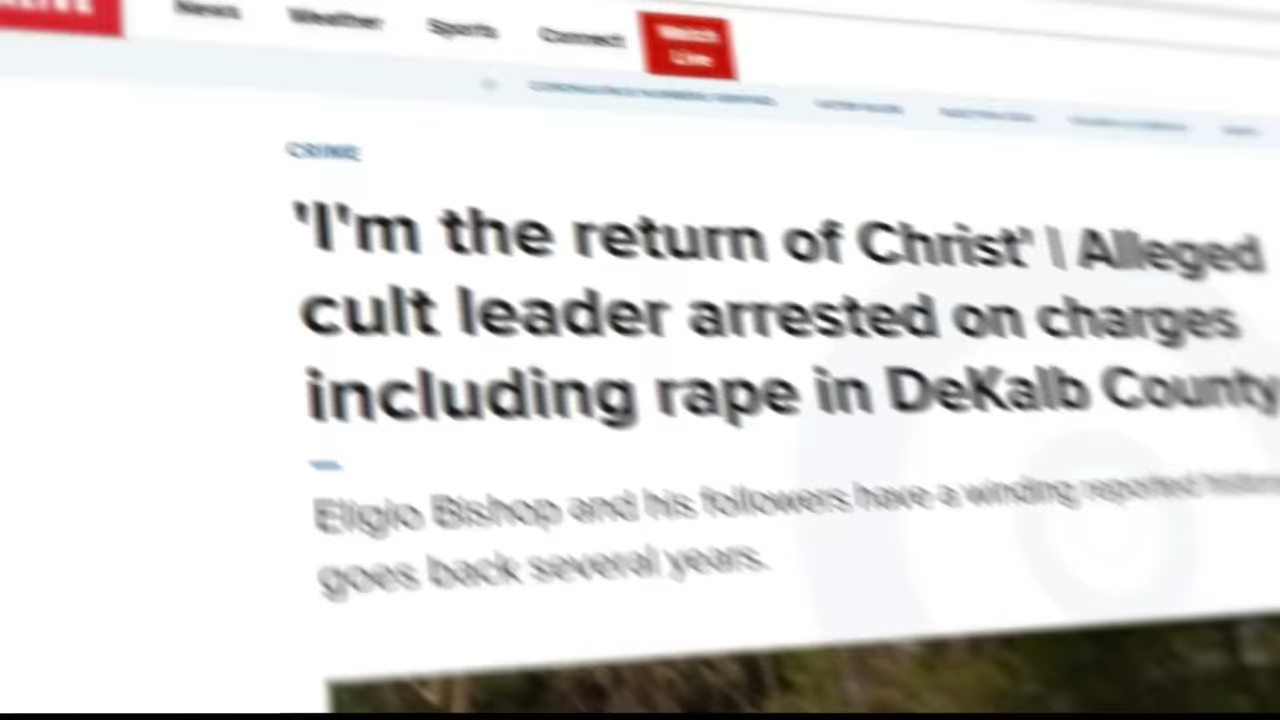 News Weather Sports Connect Watch
Live
CRIME
'I'm the return of Christ' | Alleged
cult leader arrested on charges
including rape in DeKalb County
Eligio Bishop and his followers have a winding reported
goes back several years.